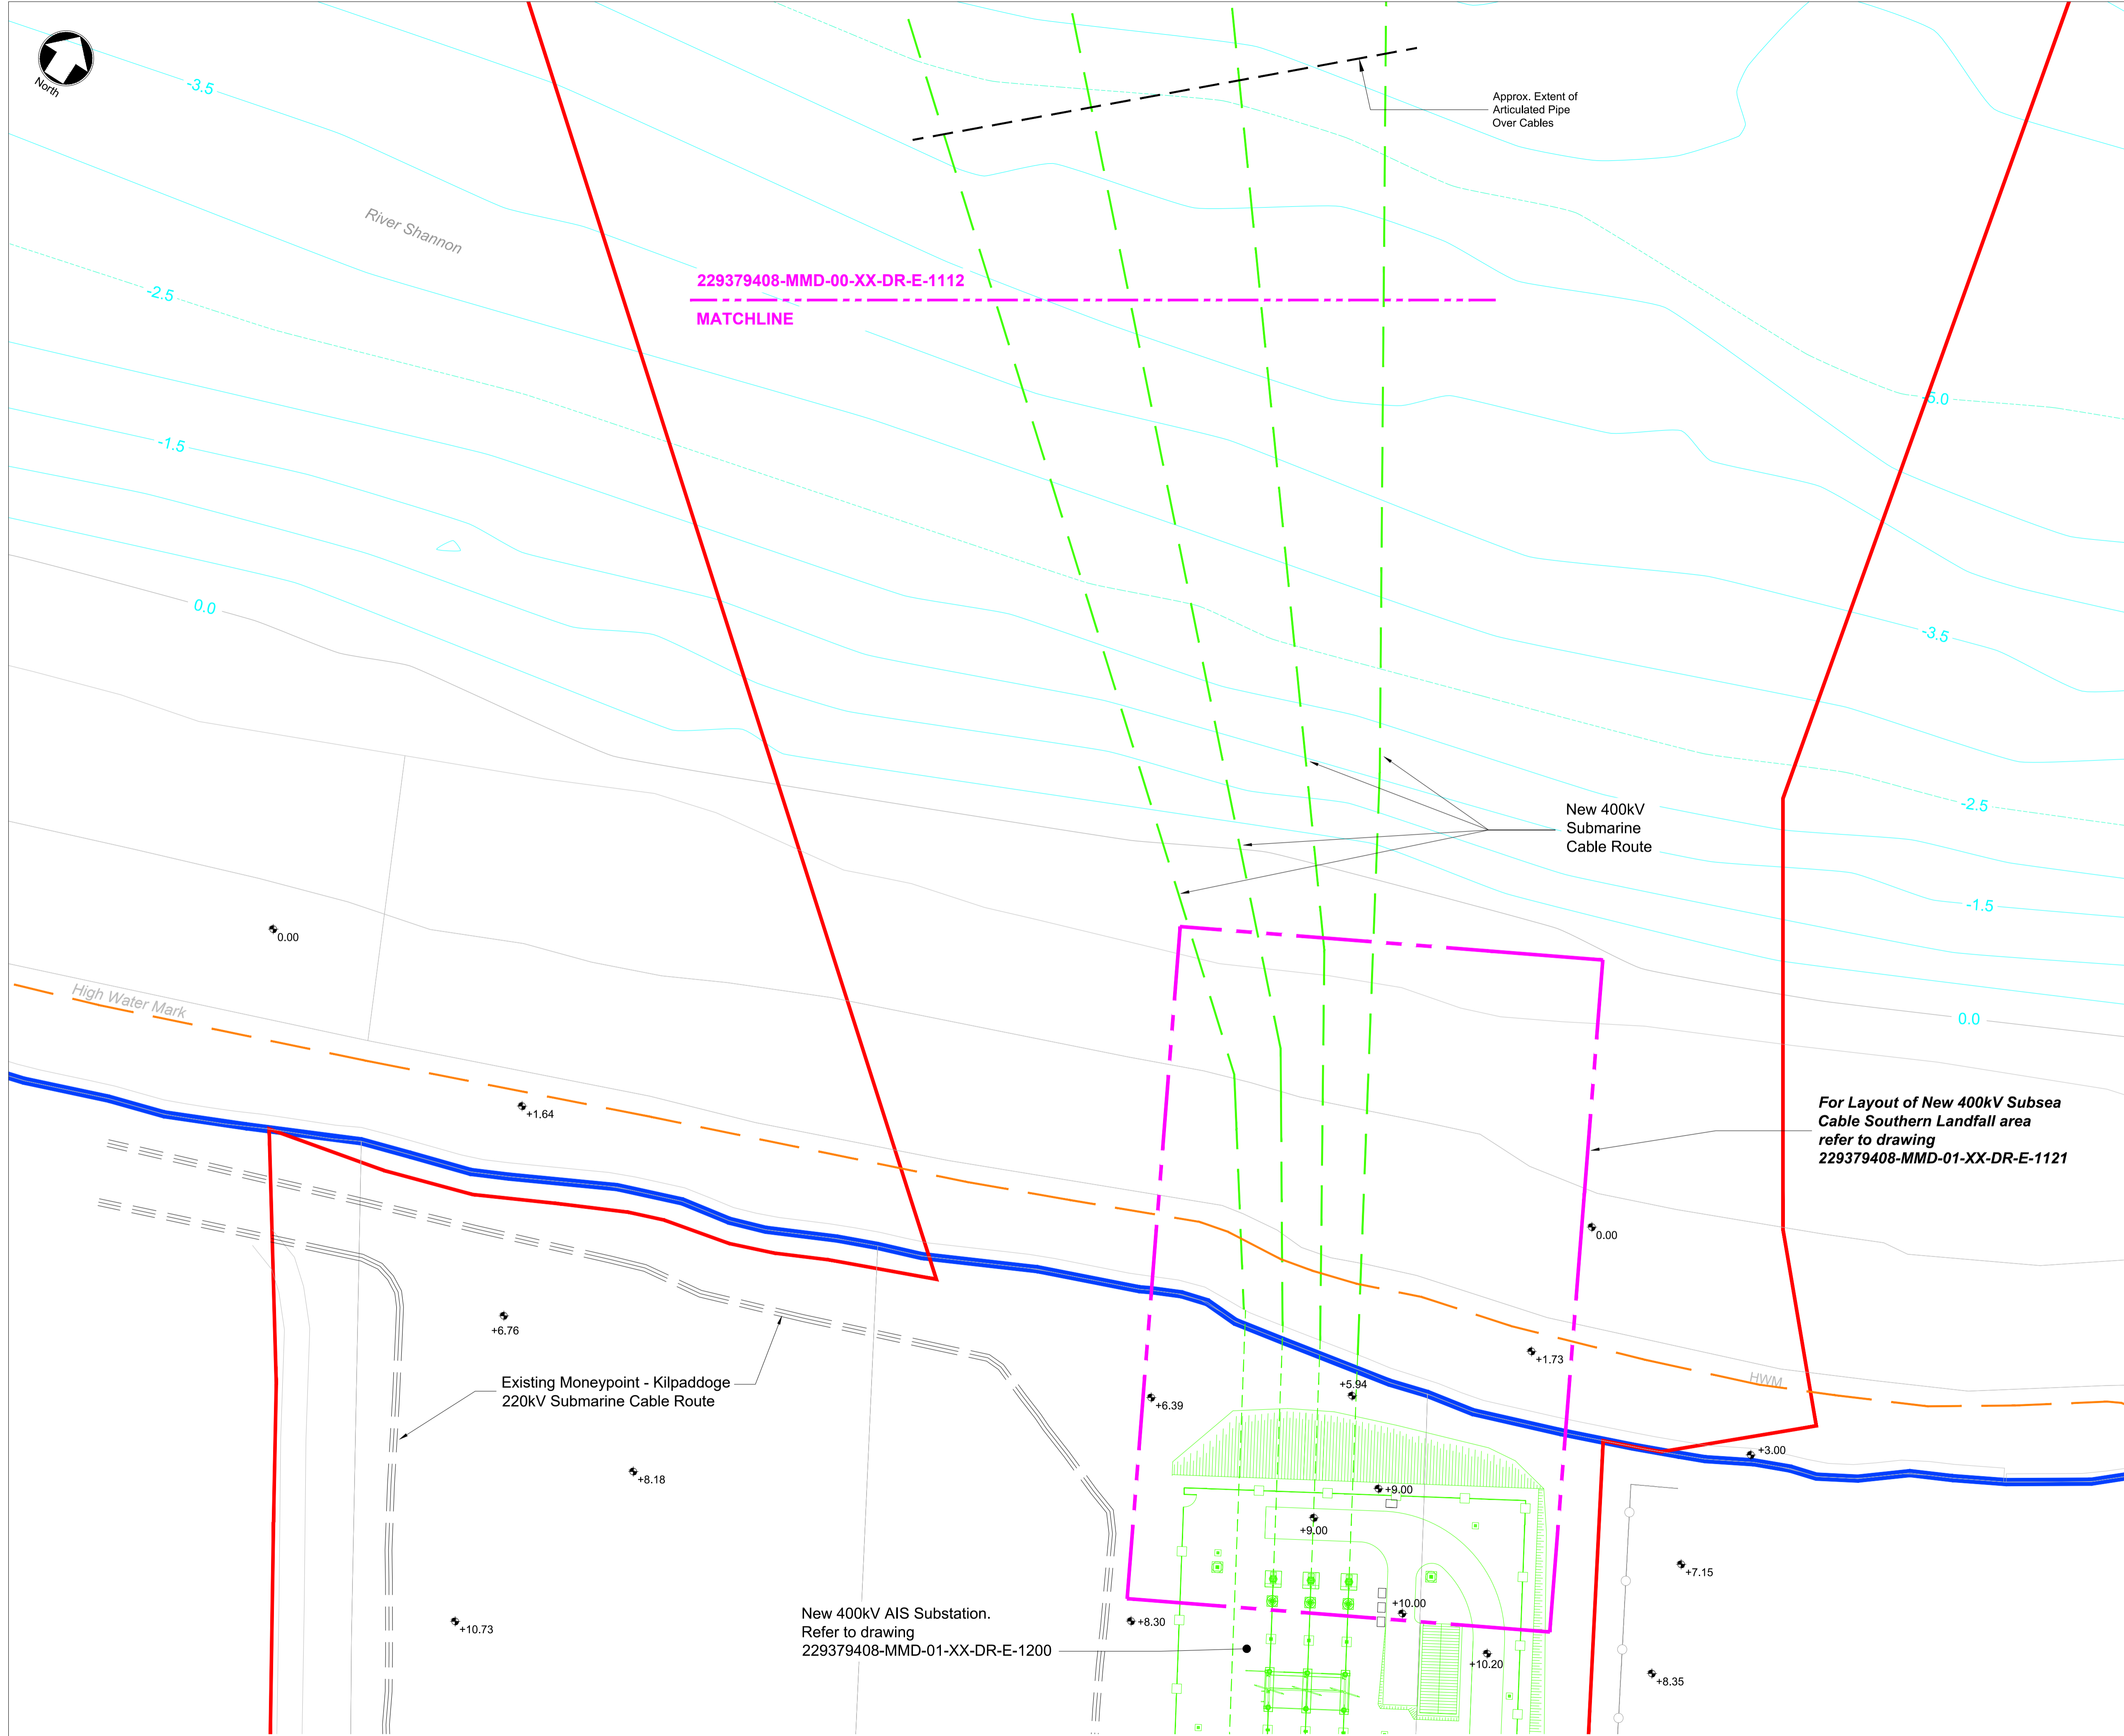 North
-3.5
Approx. Extent of
Articulated Pipe
Over Cables
River Shannon
229379408-MMD-00-XX-DR-E-1112
MATCHLINE
-2.5
-5.0
-1.5
0.0
-3.5
New 400kV
Submarine
Cable Route
-2.5
-1.5
0.00
High Water Mark
0.0
+1.64
For Layout of New 400kV Subsea
Cable Southern Landfall area
refer to drawing
229379408-MMD-01-XX-DR-E-1121
0.00
+6.76
+1.73
HWM
Existing Moneypoint - Kilpaddoge
220kV Submarine Cable Route
+5.94
+6.39
+3.00
+8.18
+9.00
+9.00
+7.15
New 400kV AIS Substation.
Refer to drawing
229379408-MMD-01-XX-DR-E-1200
+10.00
+8.30
+10.73
+10.20
+8.35